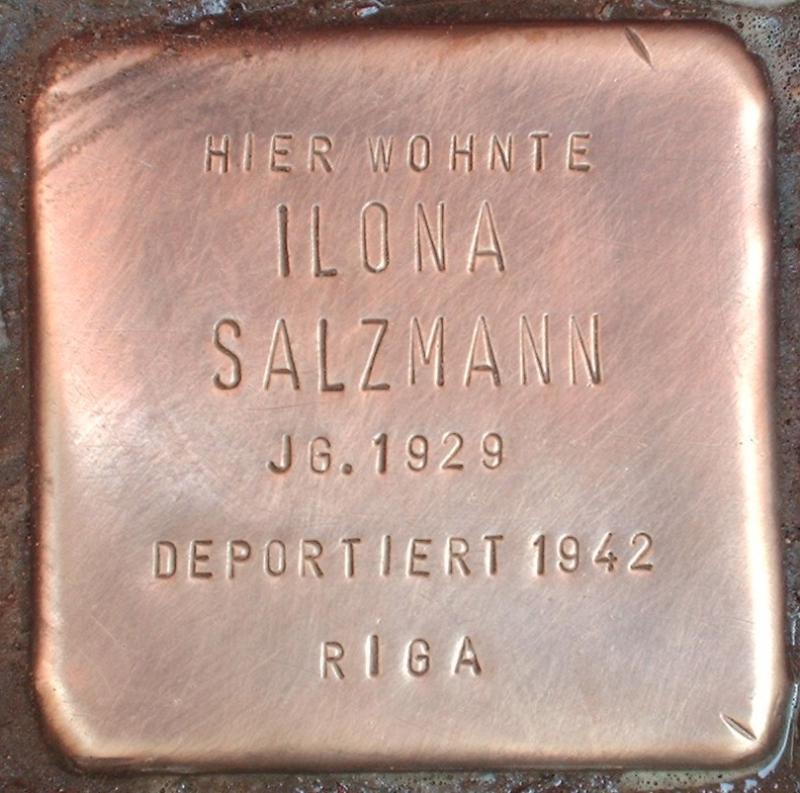 HIER WOHNTE
ILONA
SALZMANN
JG. 1929
DEPORTIERT 1942
RIGA